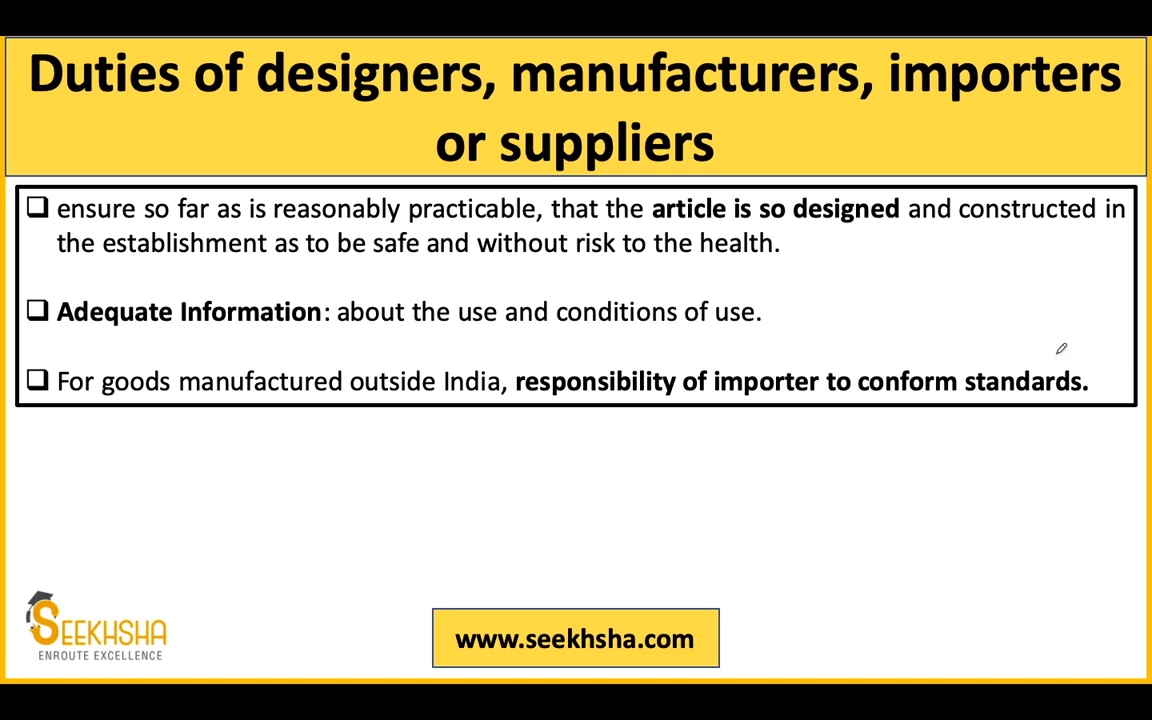 Duties of designers, manufacturers, importers
or suppliers
ensure so far as is reasonably practicable, that the article is so designed and constructed in
the establishment as to be safe and without risk to the health.
Adequate Information: about the use and conditions of use.
For goods manufactured outside India, responsibility of importer to conform standards.
SEEKHSHA
ENROUTE EXCELLENCE
www.seekhsha.com